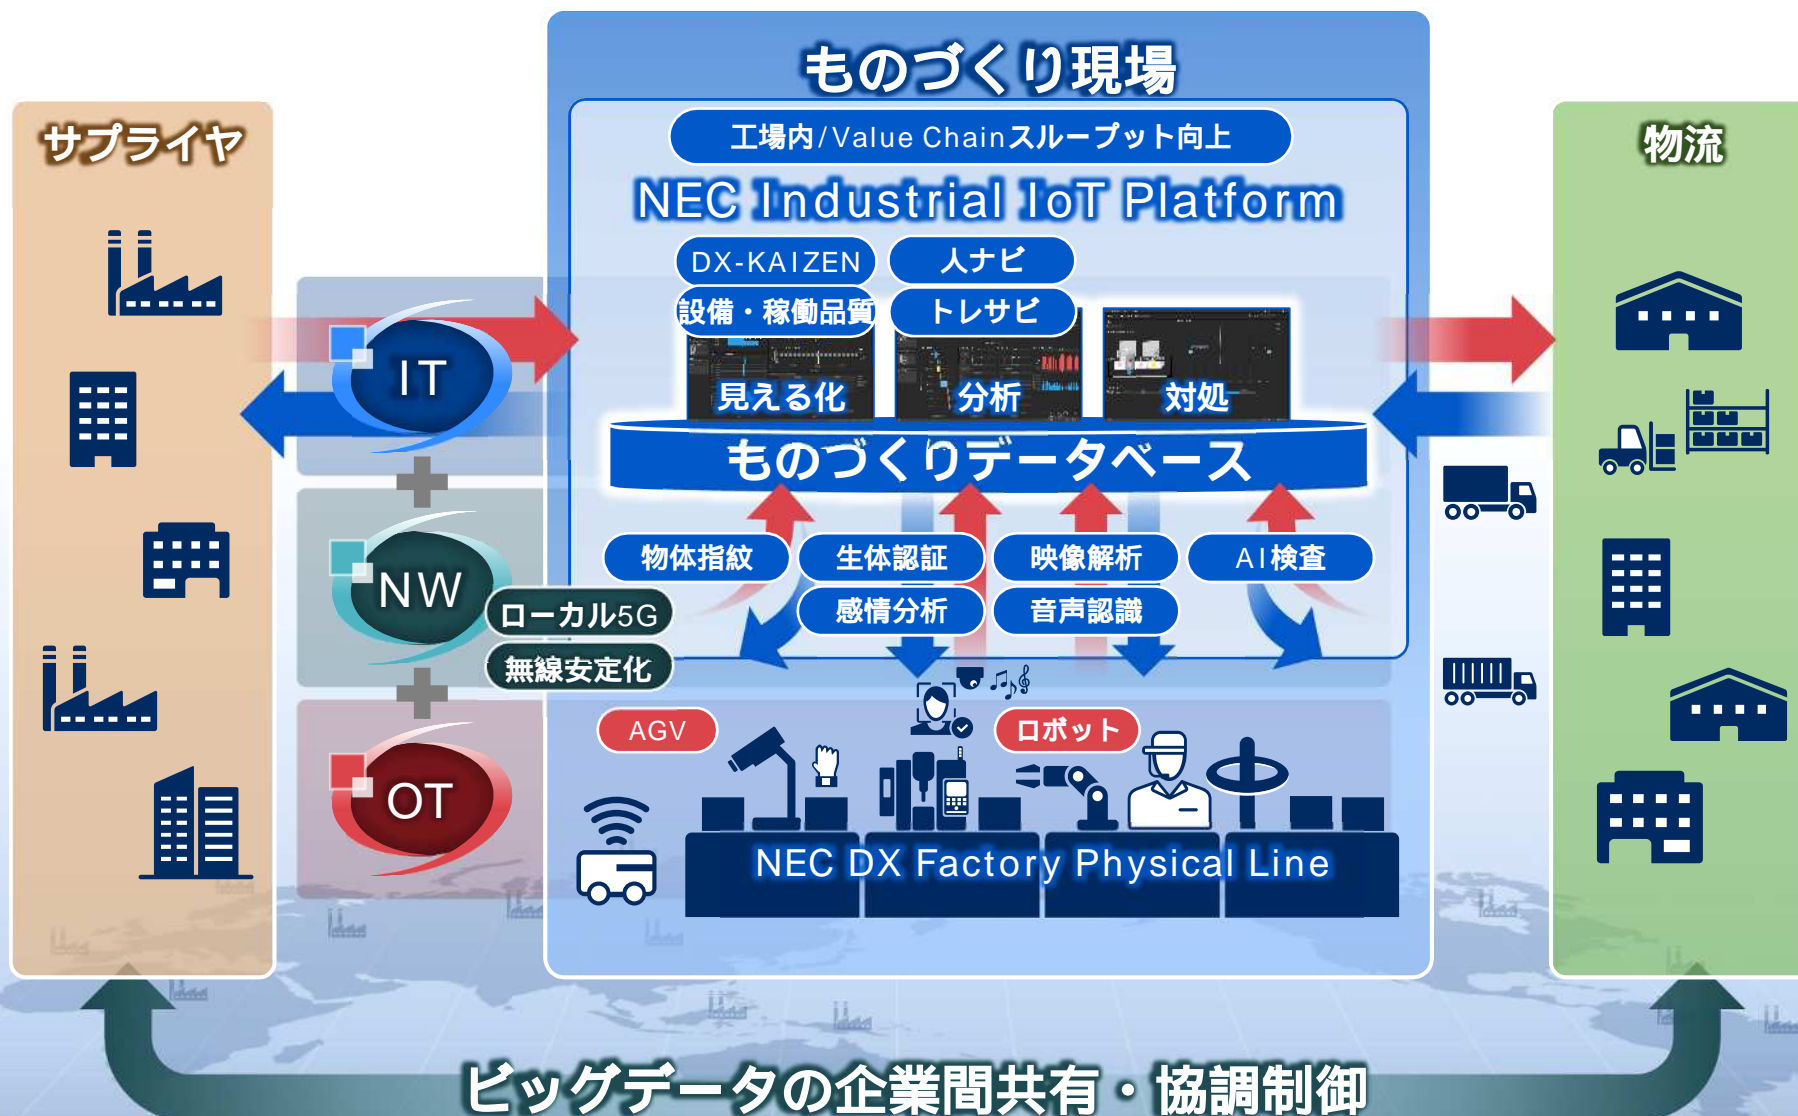 ものづくり現場
サプライヤ
物流
工場内/Value Chainスループット向上
NEC Industrial IoT Platform
DX-KAIZEN
人ナビ
設備・稼働品質
トレサビ
IT
見える化
分析
対処
ものづくりデータベース
物体指紋
生体認証
映像解析
AI検査
NW
ローカル5G
感情分析
音声認識
無線安定化
AGV
ロボット
OT
NEC DX Factory Physical Line
ビッグデータの企業間共有・協調制御